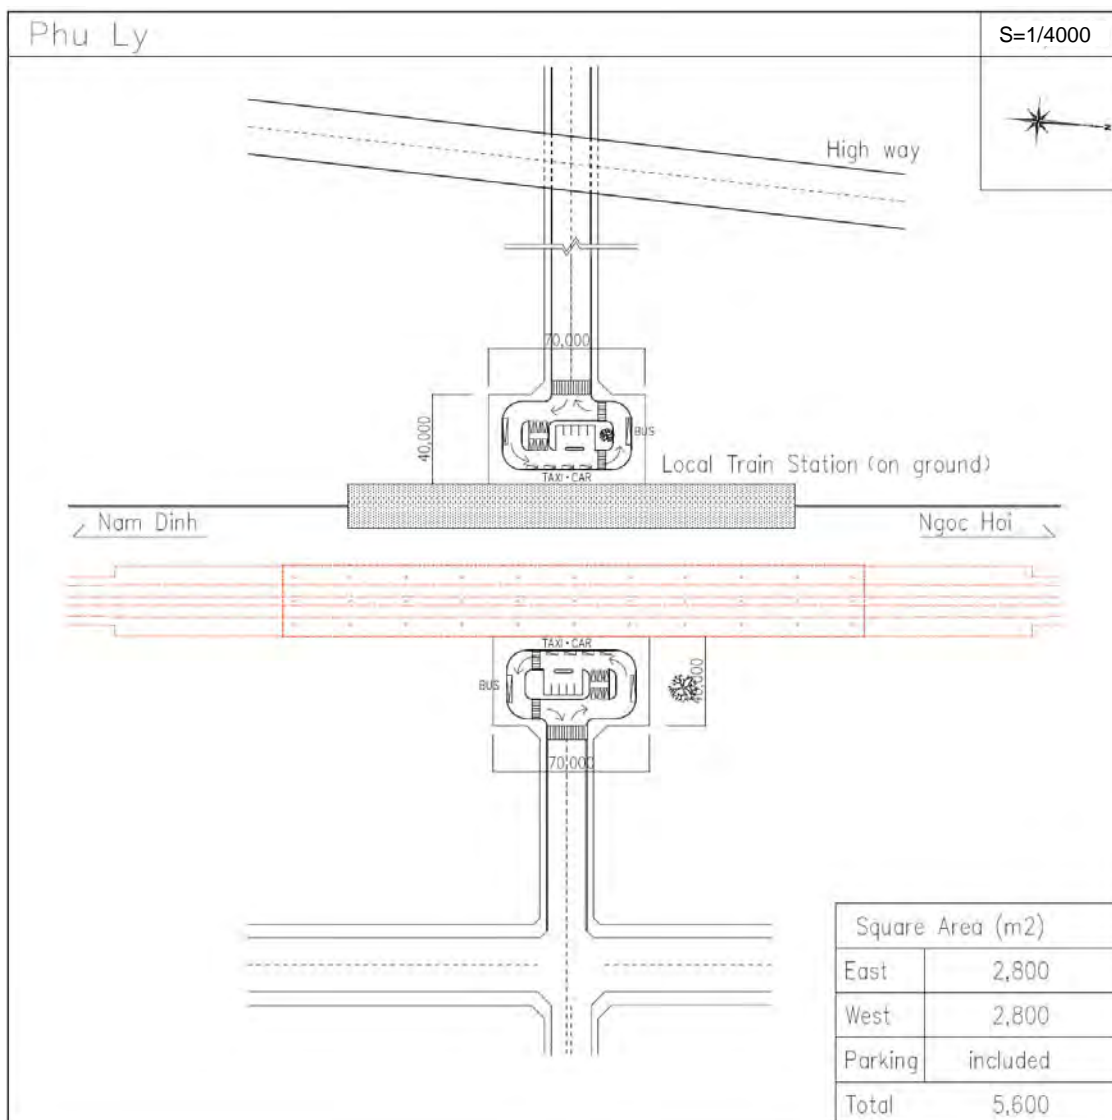 Phu Ly
S=1/4000
N
High way
70,000
40,000
BUS
TAXI・CAR
Local Train Station (on ground)
Nam Dinh
Ngoc Hoi
TAXI・CAR
BUS
40,000
70,000
Square Area (m2)
East 2,800
West 2,800
Parking included
Total 5,600